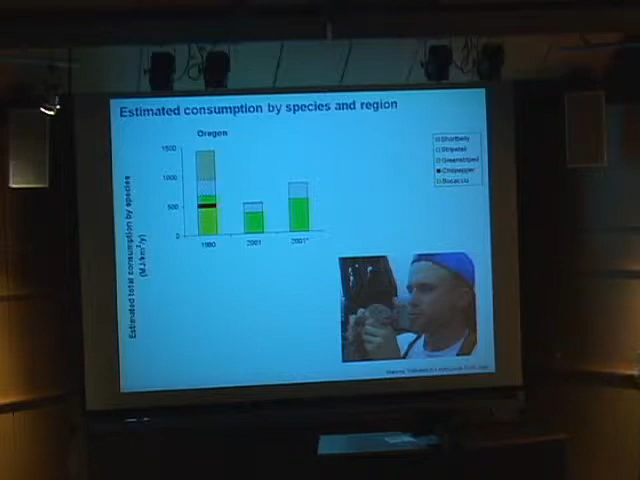 Estimated consumption by species and region
Oregon
1500
1000
500
0
1980
2001
2001*
Estimated total consumption by species
(MJ/km²/y)
Shortbelly
Stripetail
Greenstriped
Chilipepper
Bocaccio